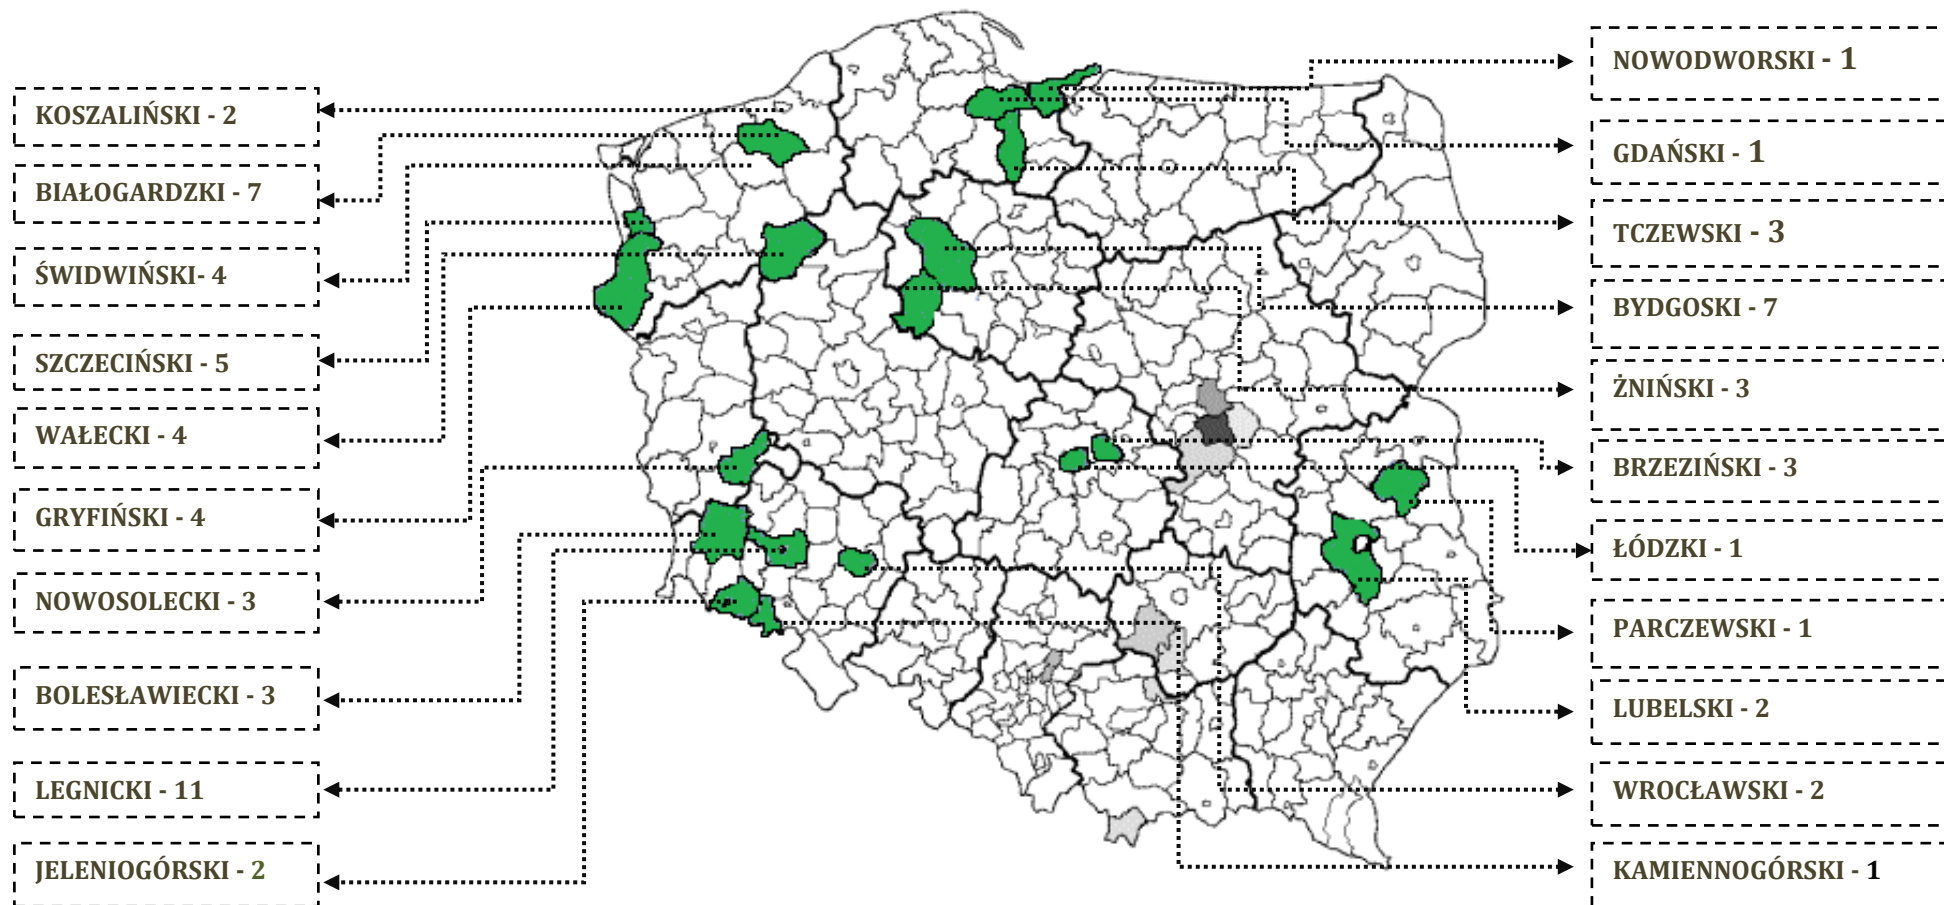 KOSZALIŃSKI - 2
BIAŁOGARDZKI - 7
ŚWIDWIŃSKI- 4
SZCZECIŃSKI - 5
WAŁECKI - 4
GRYFIŃSKI - 4
NOWOSOLECKI - 3
BOLESŁAWIECKI - 3
LEGNICKI - 11
JELENIOGÓRSKI - 2
NOWODWORSKI - 1
GDAŃSKI - 1
TCZEWSKI - 3
BYDGOSKI - 7
ŻNIŃSKI - 3
BRZEZIŃSKI - 3
ŁÓDZKI - 1
PARCZEWSKI - 1
LUBELSKI - 2
WROCŁAWSKI - 2
KAMIENNOGÓRSKI - 1